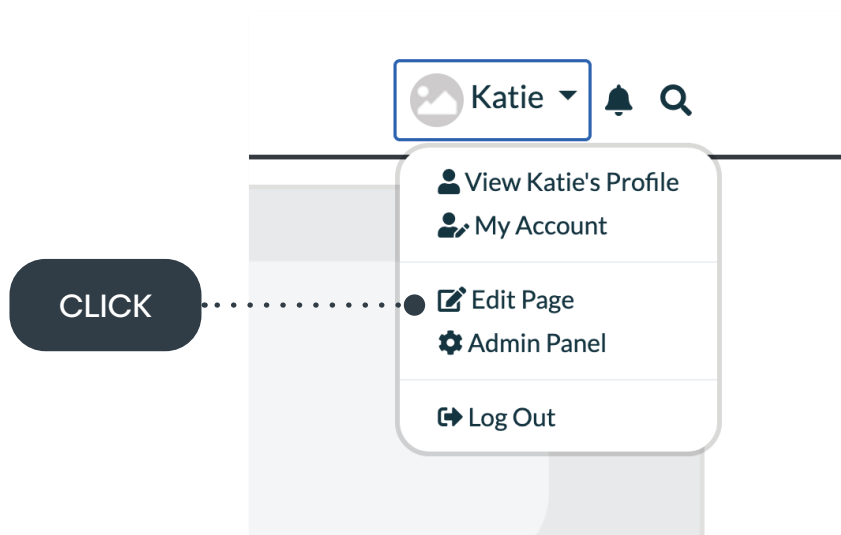 Katie
View Katie's Profile
My Account
CLICK
Edit Page
Admin Panel
Log Out